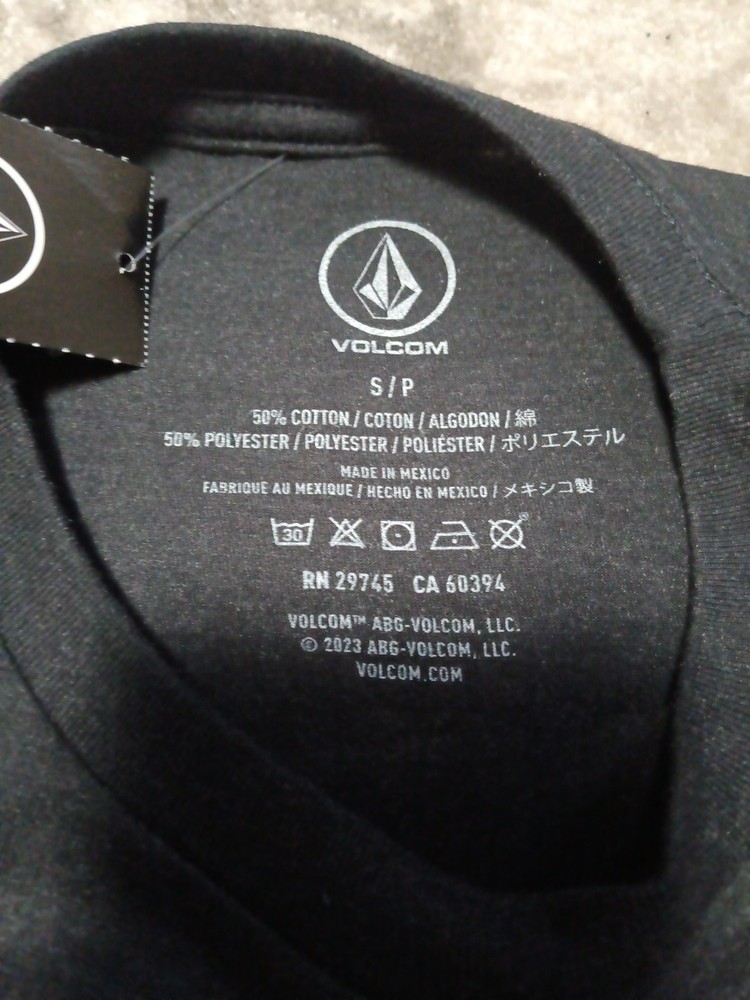 VOLCOM
S/P
50% COTTON / COTON / ALGODON / 綿
50% POLYESTER / POLYESTER / POLIÉSTER / ポリエステル
MADE IN MEXICO
FABRIQUÉ AU MEXIQUE / HECHO EN MEXICO / メキシコ製
30
RN 29745 CA 60394
VOLCOM™ ABG-VOLCOM, LLC.
© 2023 ABG-VOLCOM, LLC.
VOLCOM.COM